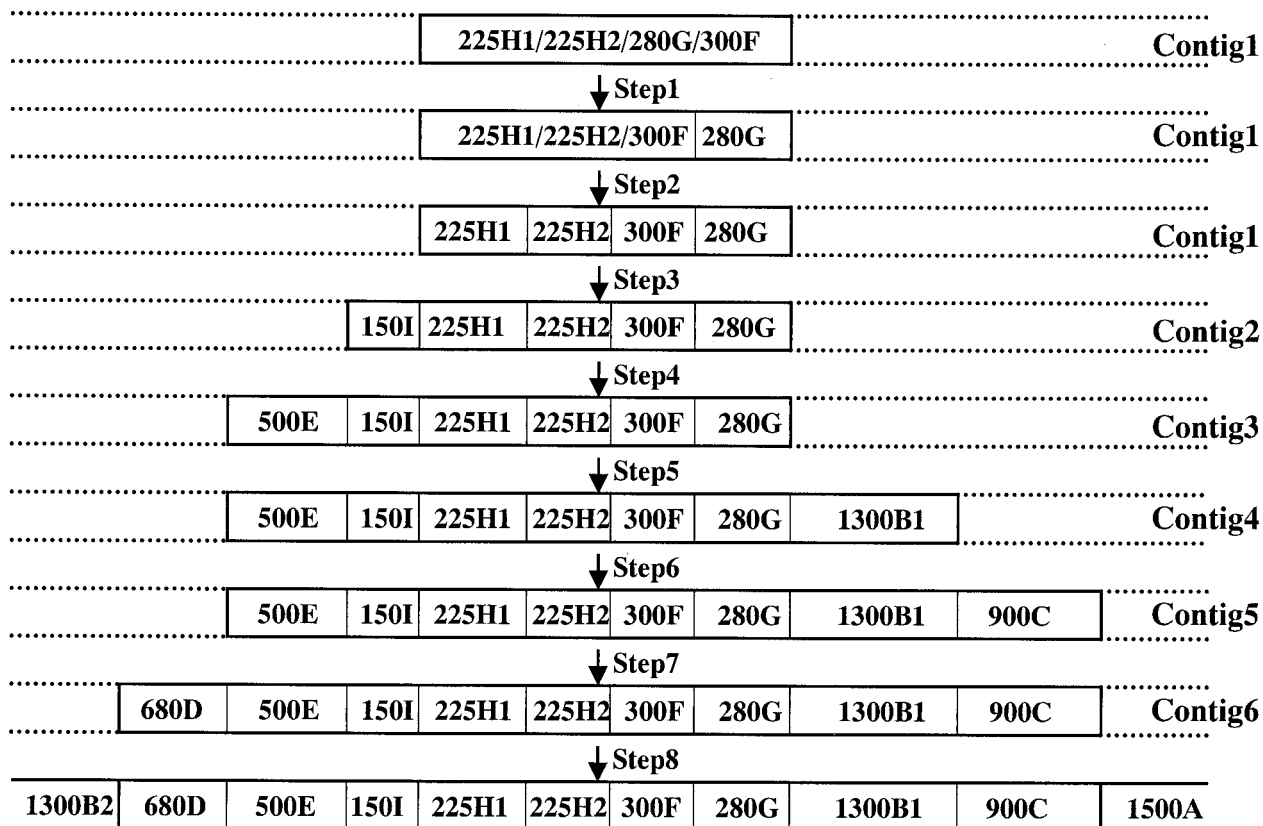 225H1/225H2/280G/300F Contig1
Step1
225H1/225H2/300F 280G Contig1
Step2
225H1 225H2 300F 280G Contig1
Step3
150I 225H1 225H2 300F 280G Contig2
Step4
500E 150I 225H1 225H2 300F 280G Contig3
Step5
500E 150I 225H1 225H2 300F 280G 1300B1 Contig4
Step6
500E 150I 225H1 225H2 300F 280G 1300B1 900C Contig5
Step7
680D 500E 150I 225H1 225H2 300F 280G 1300B1 900C Contig6
Step8
1300B2 680D 500E 150I 225H1 225H2 300F 280G 1300B1 900C 1500A